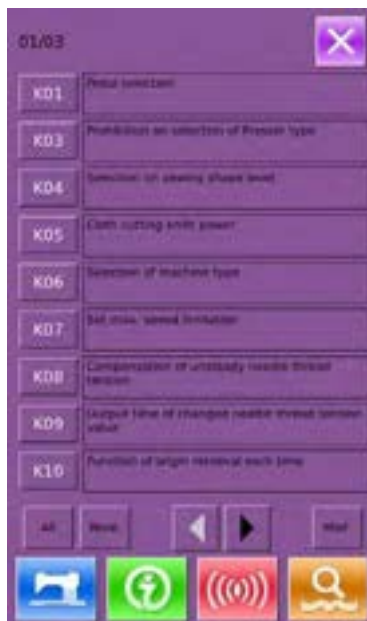 01/03
K01 Pedal selection
K03 Prohibition on selection of Presser type
K04 Selection on sewing shape level
K05 Cloth cutting knife power
K06 Selection of machine type
K07 Set max. speed limitation
K08 Compensation of unsteady needle thread
tension
K09 Output time of changed needle thread tension
value
K10 Function of origin retrieval each time
All